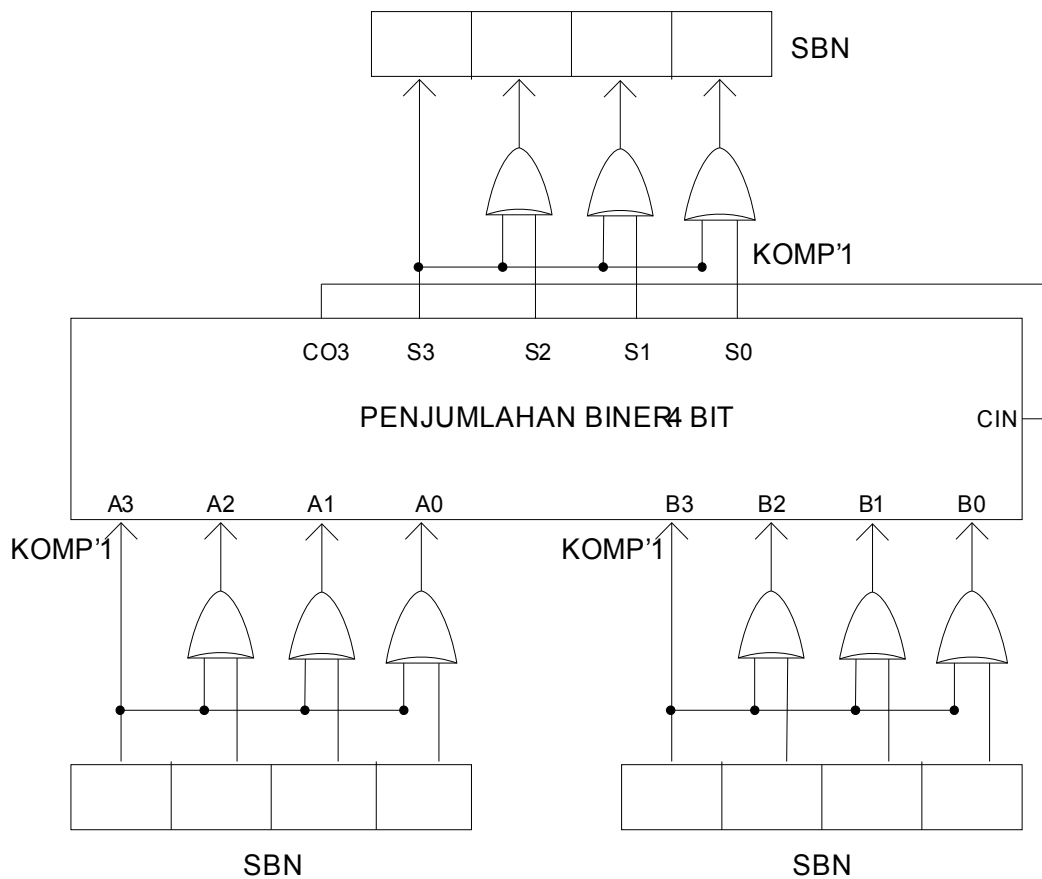 SBN
KOMP'1
CO3 S3 S2 S1 S0
PENJUMLAHAN BINER4 BIT
CIN
A3 A2 A1 A0 B3 B2 B1 B0
KOMP'1 KOMP'1
SBN SBN